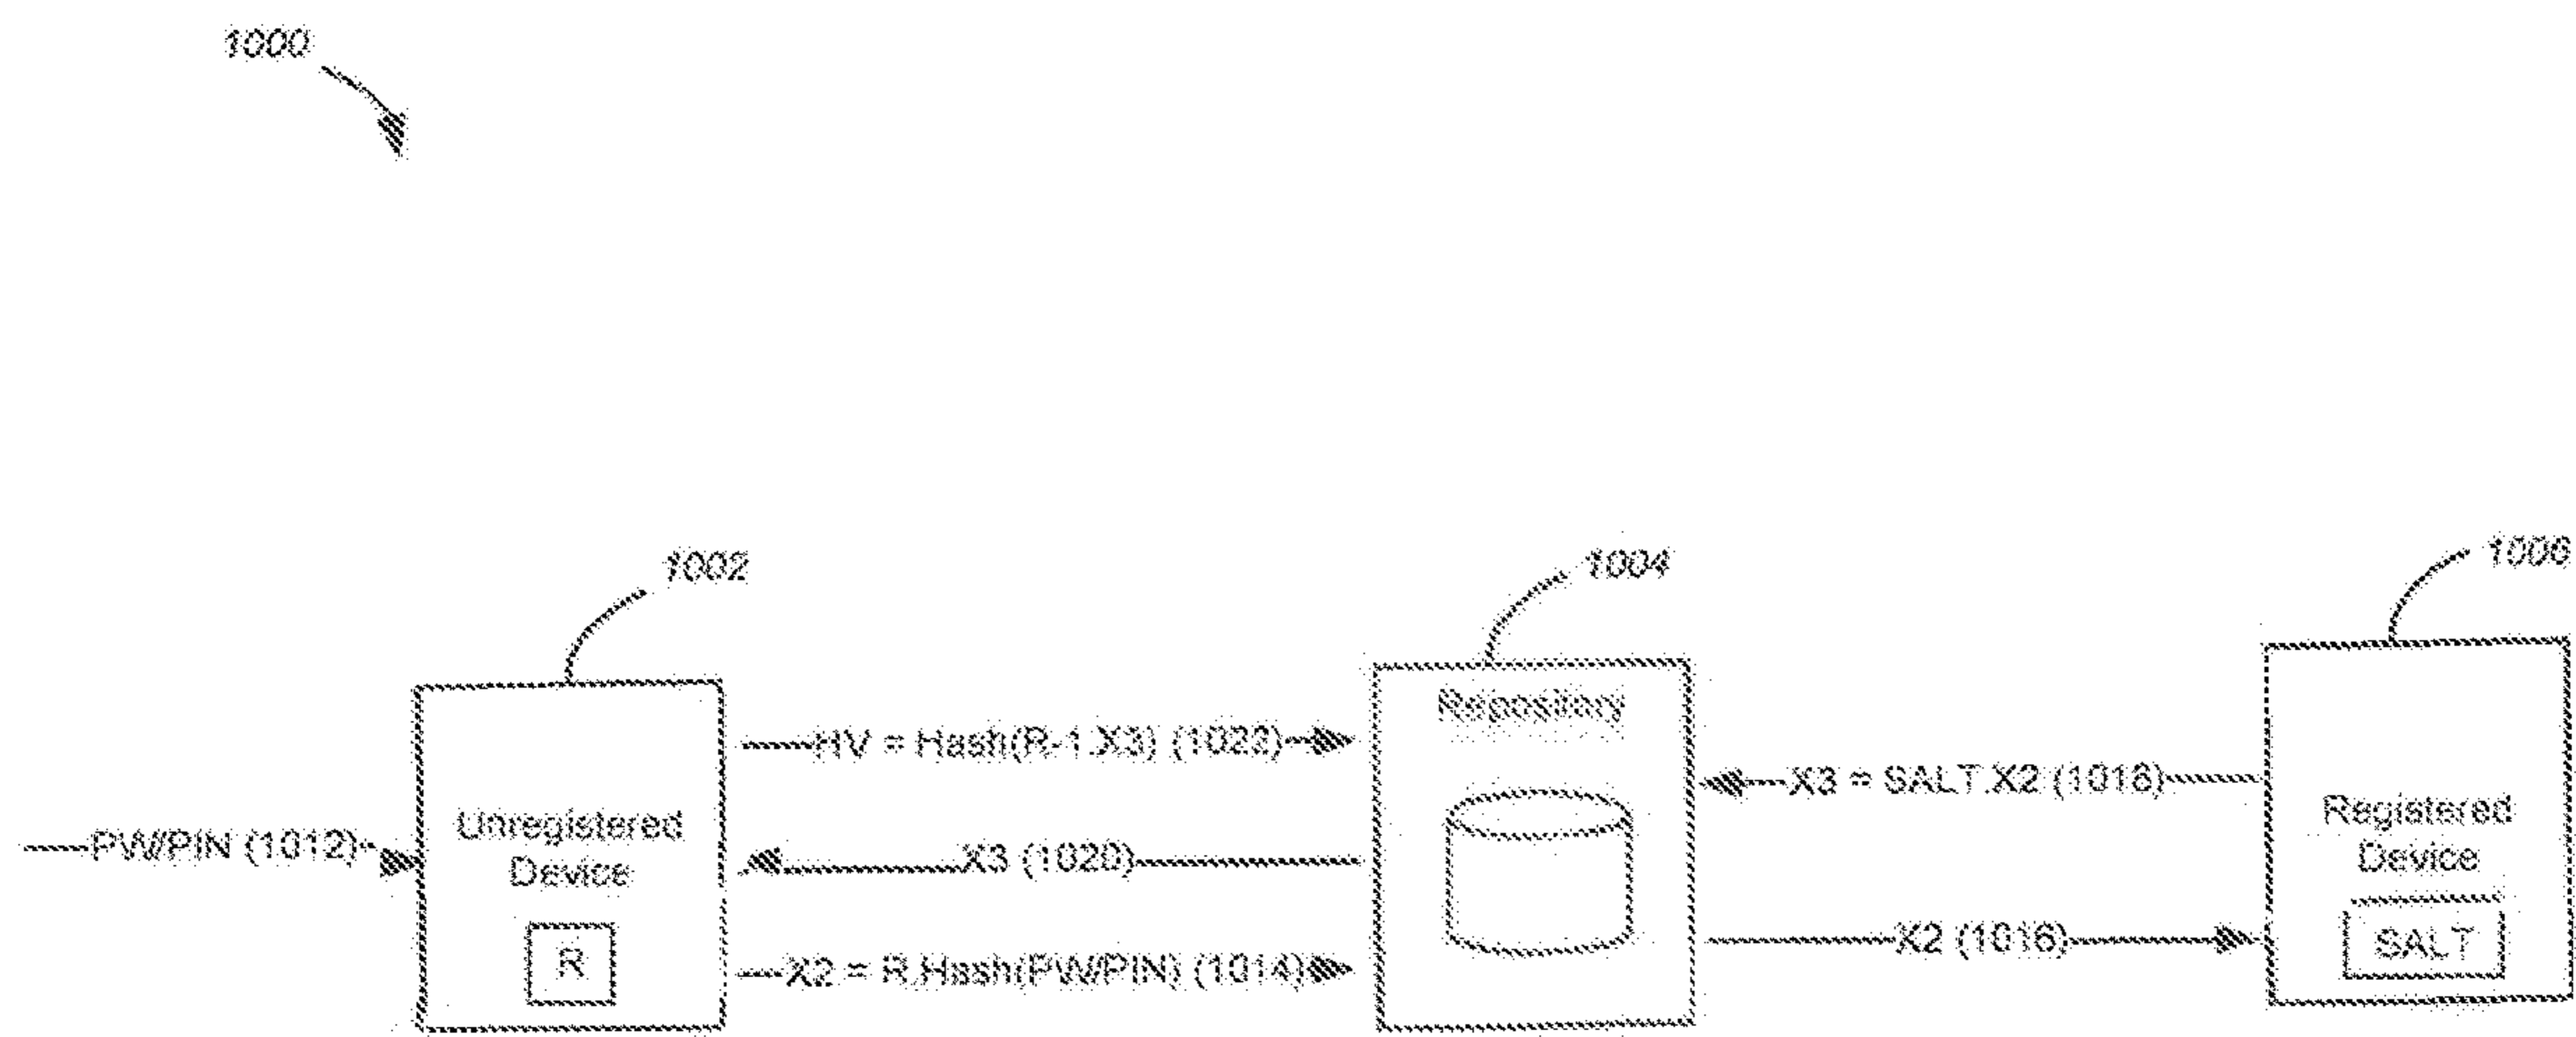 1000
1002
1004
1006
Repository
HV = Hash(R-1.X3) (1022)
X3 = SALT.X2 (1018)
Unregistered
Device
PW/PIN (1012)
X3 (1020)
Registered
Device
R
X2 = R.Hash(PW/PIN) (1014)
X2 (1016)
SALT